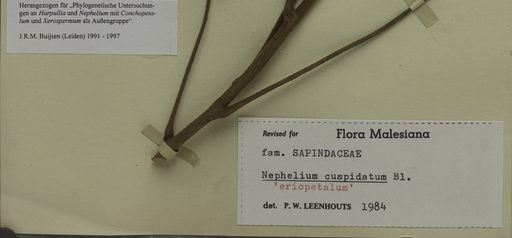 Herangezogen für „Phylogenetische Untersuchun-
gen an Harpullia und Nephelium mit Conchopeta-
lum und Xerospermum als Außengruppe".
J.R.M. Buijsen (Leiden) 1991 - 1997
Revised for Flora Malesiana
fam. SAPINDACEAE
Nephelium cuspidatum Bl.
'eriopetalum'
det. P. W. LEENHOUTS 1984